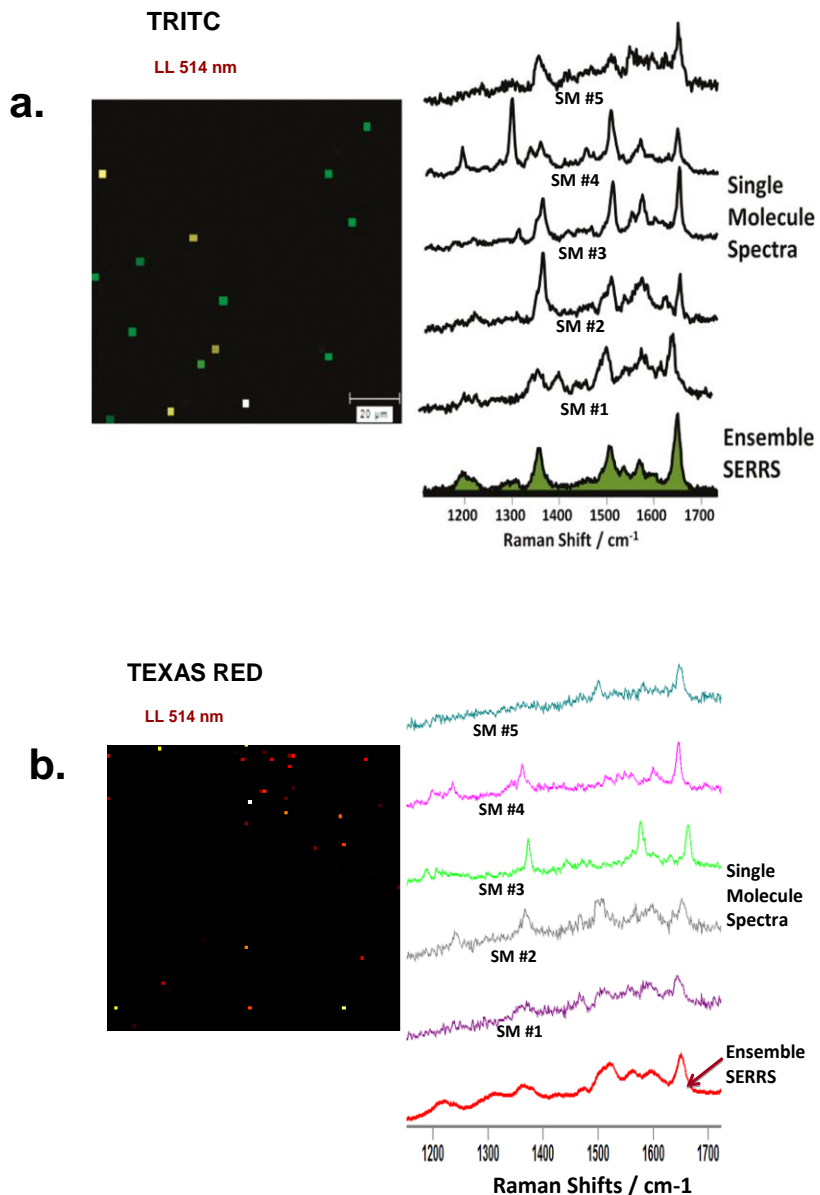 TRITC
LL 514 nm
a.
SM #5
SM #4
Single
Molecule
Spectra
SM #3
SM #2
SM #1
20 µm
Ensemble
SERRS
1200 1300 1400 1500 1600 1700
Raman Shift / cm-1
TEXAS RED
LL 514 nm
b.
SM #5
SM #4
SM #3
Single
Molecule
Spectra
SM #2
SM #1
Ensemble
SERRS
1200 1300 1400 1500 1600 1700
Raman Shifts / cm-1